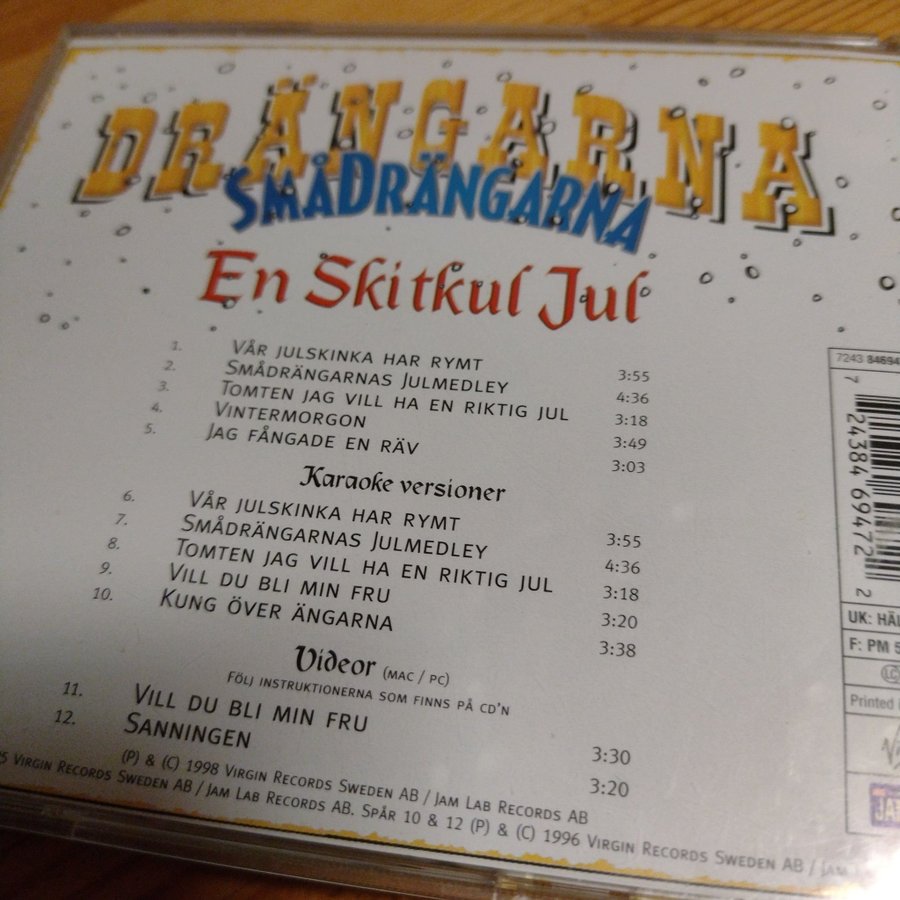 DRÄNGARNA
SMÅDRÄNGARNA
En Skitkul Jul
1. VÅR JULSKINKA HAR RYMT 3:55
2. SMÅDRÄNGARNAS JULMEDLEY 4:36
3. TOMTEN JAG VILL HA EN RIKTIG JUL 3:18
4. VINTERMORGON 3:49
5. JAG FÅNGADE EN RÄV 3:03
Karaoke versioner
6. VÅR JULSKINKA HAR RYMT 3:55
7. SMÅDRÄNGARNAS JULMEDLEY 4:36
8. TOMTEN JAG VILL HA EN RIKTIG JUL 3:18
9. VILL DU BLI MIN FRU 3:20
10. KUNG ÖVER ÄNGARNA 3:38
Videor (MAC / PC)
FÖLJ INSTRUKTIONERNA SOM FINNS PÅ CD'N
11. VILL DU BLI MIN FRU 3:30
12. SANNINGEN 3:20
(P) & (C) 1998 VIRGIN RECORDS SWEDEN AB / JAM LAB RECORDS AB
VIRGIN RECORDS SWEDEN AB / JAM LAB RECORDS AB. SPÅR 10 & 12 (P) & (C) 1996 VIRGIN RECORDS SWEDEN AB /
7243 84694
7 24384 69472 2
UK:
F: PM
LC
Printed